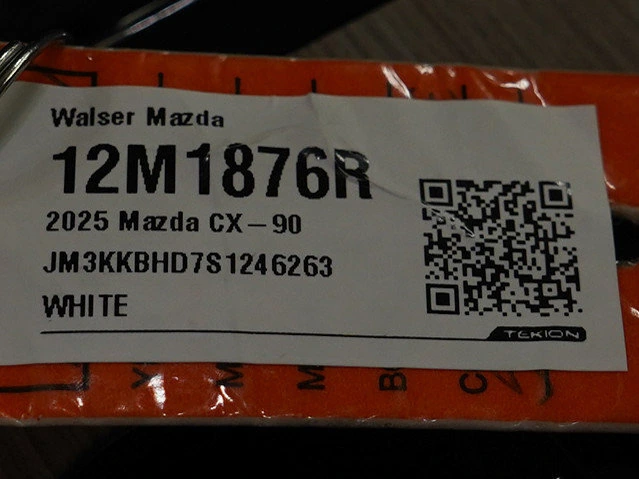 Walser Mazda
12M1876R
2025 Mazda CX-90
JM3KKBHD7S1246263
WHITE
TEKION